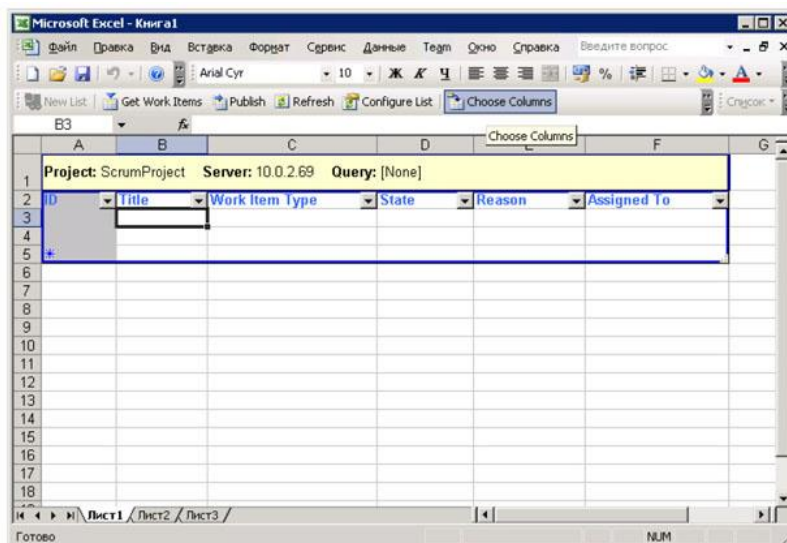 Microsoft Excel - Книга1
Файл Правка Вид Вставка Формат Сервис Данные Team Окно Справка Введите вопрос
Arial Cyr 10 Ж К Ч %
New List Get Work Items Publish Refresh Configure List Choose Columns Список
B3 fx
Choose Columns
A B C D E F G
1 Project: ScrumProject Server: 10.0.2.69 Query: [None]
2 ID Title Work Item Type State Reason Assigned To
3
4
5
6
7
8
9
10
11
12
13
14
15
16
17
18
Лист1 Лист2 Лист3
Готово NUM